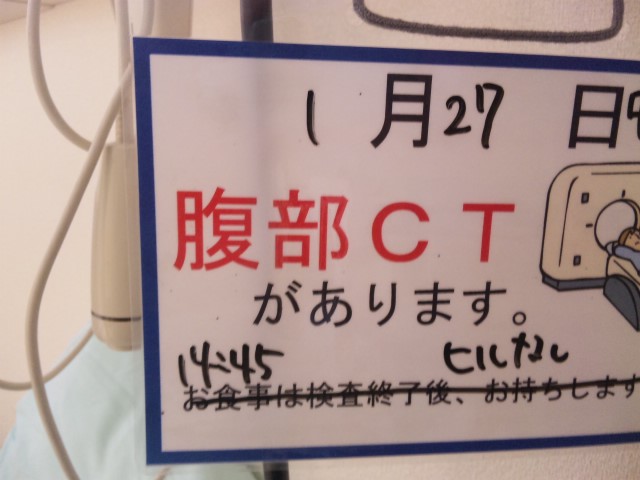 1月27日
腹部CT
があります。
14:45 ヒルなし
お食事は検査終了後、お持ちします